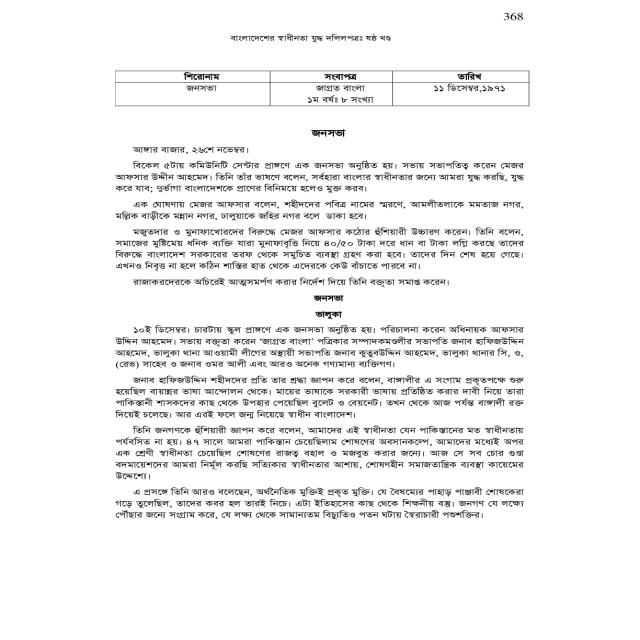 368
বাংলাদেশের স্বাধীনতা যুদ্ধ দলিলপত্রঃ ষষ্ঠ খণ্ড
শিরোনাম সংবাপত্র তারিখ
জনসভা জাগ্রত বাংলা ১১ ডিসেম্বর,১৯৭১
১ম বর্ষঃ ৮ সংখ্যা
জনসভা
আঙ্গার বাজার, ২৬শে নভেম্বর।
বিকেল ৫টায় কমিউনিটি সেন্টার প্রাঙ্গণে এক জনসভা অনুষ্ঠিত হয়। সভায় সভাপতিত্ব করেন মেজর
আফসার উদ্দীন আহমেদ। তিনি তাঁর ভাষণে বলেন, সর্বহারা বাংলার স্বাধীনতার জন্যে আমরা যুদ্ধ করছি, যুদ্ধ
করে যাব; দুর্ভাগা বাংলাদেশকে প্রাণের বিনিময়ে হলেও মুক্ত করব।
এক ঘোষণায় মেজর আফসার বলেন, শহীদদের পবিত্র নামের স্মরণে, আমলীতলাকে মমতাজ নগর,
মল্লিক বাড়ীকে মন্নান নগর, ঢালুয়াকে জহির নগর বলে ডাকা হবে।
মজুতদার ও মুনাফাখোরদের বিরুদ্ধে মেজর আফসার কঠোর হুঁশিয়ারী উচ্চারণ করেন। তিনি বলেন,
সমাজের মুষ্টিমেয় ধনিক ব্যক্তি যারা মুনাফাবৃত্তি নিয়ে ৪০/৫০ টাকা দরে ধান বা টাকা লগ্নি করছে তাদের
বিরুদ্ধে বাংলাদেশ সরকারের তরফ থেকে সমুচিত ব্যবস্থা গ্রহণ করা হবে। তাদের দিন শেষ হয়ে গেছে।
এখনও নিবৃত্ত না হলে কঠিন শাস্তির হাত থেকে এদেরকে কেউ বাঁচাতে পারবে না।
রাজাকরদেরকে অচিরেই আত্মসমর্পণ করার নির্দেশ দিয়ে তিনি বক্তৃতা সমাপ্ত করেন।
জনসভা
ভালুকা
১০ই ডিসেম্বর। চারটায় স্কুল প্রাঙ্গণে এক জনসভা অনুষ্ঠিত হয়। পরিচালনা করেন অধিনায়ক আফসার
উদ্দিন আহমেদ। সভায় বক্তৃতা করেন ‘জাগ্রত বাংলা’ পত্রিকার সম্পাদকমণ্ডলীর সভাপতি জনাব হাফিজউদ্দিন
আহমেদ, ভালুকা থানা আওয়ামী লীগের অস্থায়ী সভাপতি জনাব কুতুবউদ্দিন আহমেদ, ভালুকা থানার সি, ও,
(রেভ) সাহেব ও জনাব ওমর আলী এবং আরও অনেক গণ্যমান্য ব্যক্তিগণ।
জনাব হাফিজউদ্দিন শহীদদের প্রতি তার শ্রদ্ধা জ্ঞাপন করে বলেন, বাঙ্গালীর এ সংগাম প্রকৃতপক্ষে শুরু
হয়েছিল বায়ান্নর ভাষা আন্দোলন থেকে। মায়ের ভাষাকে সরকারী ভাষায় প্রতিষ্ঠিত করার দাবী নিয়ে তারা
পাকিস্তানী শাসকদের কাছ থেকে উপহার পেয়েছিল বুলেট ও বেয়নেট। তখন থেকে আজ পর্যন্ত বাঙ্গালী রক্ত
দিয়েই চলেছে। আর এরই ফলে জন্ম নিয়েছে স্বাধীন বাংলাদেশ।
তিনি জনগণকে হুঁশিয়ারী জ্ঞাপন করে বলেন, আমাদের এই স্বাধীনতা যেন পাকিস্তানের মত স্বাধীনতায়
পর্যবসিত না হয়। ৪৭ সালে আমরা পাকিস্তান চেয়েছিলাম শোষণের অবসানকল্পে, আমাদের মধ্যেই অপর
এক শ্রেণী স্বাধীনতা চেয়েছিল শোষণের রাজত্ব বহাল ও মজবুত করার জন্যে। আজ সে সব চোর গুণ্ডা
বদমায়েশদের আমরা নির্মূল করছি সত্যিকার স্বাধীনতার আশায়, শোষণহীন সমাজতান্ত্রিক ব্যবস্থা কায়েমের
উদ্দেশ্যে।
এ প্রসঙ্গে তিনি আরও বলেছেন, অর্থনৈতিক মুক্তিই প্রকৃত মুক্তি। যে বৈষম্যের পাহাড় পাঞ্জাবী শোষকেরা
গড়ে তুলেছিল, তাদের কবর হল তারই নিচে। এটা ইতিহাসের কাছ থেকে শিক্ষনীয় বস্তু। জনগণ যে লক্ষ্যে
পৌঁছার জন্যে সংগ্রাম করে, যে লক্ষ্য থেকে সামান্যতম বিচ্যুতিও পতন ঘটায় স্বৈরাচারী পশুশক্তির।